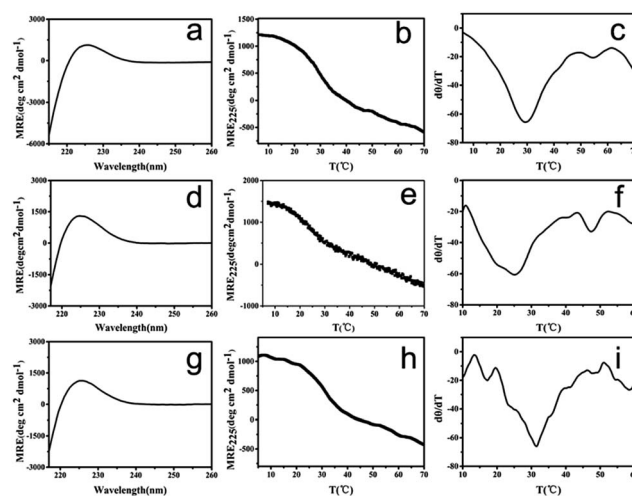 a
MRE(deg cm² dmol⁻¹)
3000
0
-3000
-6000
220 230 240 250 260
Wavelength(nm)
b
MRE₂₂₅(deg cm² dmol⁻¹)
1500
1000
500
0
-500
10 20 30 40 50 60 70
T(℃)
c
dθ/dT
0
-20
-40
-60
-80
10 20 30 40 50 60 70
T(℃)
d
MRE(degcm²dmol⁻¹)
3000
1500
0
-1500
-3000
220 230 240 250 260
Wavelength(nm)
e
MRE₂₂₅(degcm²dmol⁻¹)
3000
2000
1000
0
-1000
0 10 20 30 40 50 60 70
T(℃)
f
dθ/dT
0
-20
-40
-60
-80
10 20 30 40 50 60
T(℃)
g
MRE(deg cm² dmol⁻¹)
3000
1500
0
-1500
-3000
220 230 240 250 260
Wavelength(nm)
h
MRE₂₂₅(deg cm² dmol⁻¹)
1000
500
0
-500
10 20 30 40 50 60 70
T(℃)
i
dθ/dT
0
-20
-40
-60
-80
10 20 30 40 50 60
T(℃)